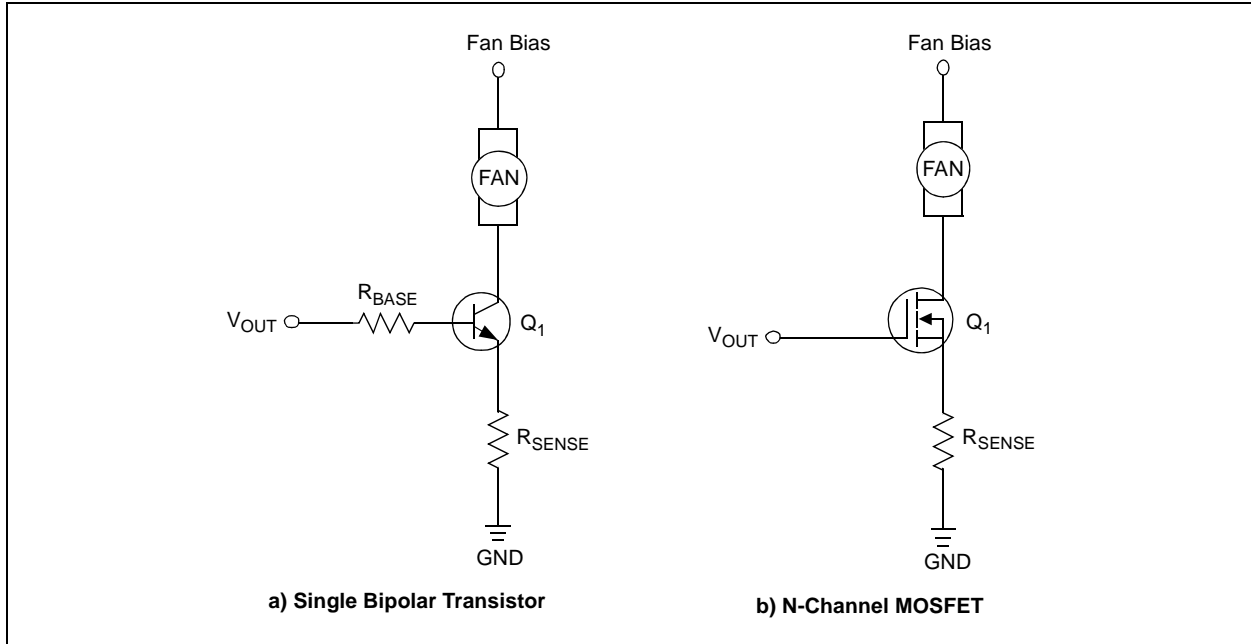 Fan Bias
FAN
R_BASE
V_OUT
Q_1
R_SENSE
GND
a) Single Bipolar Transistor
Fan Bias
FAN
Q_1
V_OUT
R_SENSE
GND
b) N-Channel MOSFET